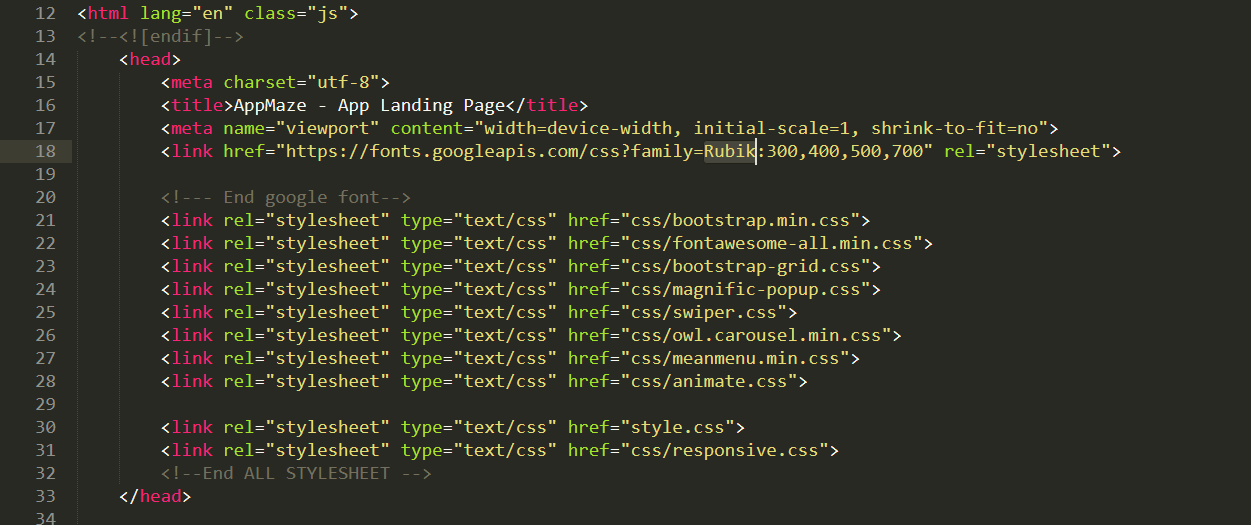 12 <html lang="en" class="js">
13 <!--<![endif]-->
14 <head>
15 <meta charset="utf-8">
16 <title>AppMaze - App Landing Page</title>
17 <meta name="viewport" content="width=device-width, initial-scale=1, shrink-to-fit=no">
18 <link href="https://fonts.googleapis.com/css?family=Rubik:300,400,500,700" rel="stylesheet">
19
20 <!--- End google font-->
21 <link rel="stylesheet" type="text/css" href="css/bootstrap.min.css">
22 <link rel="stylesheet" type="text/css" href="css/fontawesome-all.min.css">
23 <link rel="stylesheet" type="text/css" href="css/bootstrap-grid.css">
24 <link rel="stylesheet" type="text/css" href="css/magnific-popup.css">
25 <link rel="stylesheet" type="text/css" href="css/swiper.css">
26 <link rel="stylesheet" type="text/css" href="css/owl.carousel.min.css">
27 <link rel="stylesheet" type="text/css" href="css/meanmenu.min.css">
28 <link rel="stylesheet" type="text/css" href="css/animate.css">
29
30 <link rel="stylesheet" type="text/css" href="style.css">
31 <link rel="stylesheet" type="text/css" href="css/responsive.css">
32 <!--End ALL STYLESHEET -->
33 </head>
34